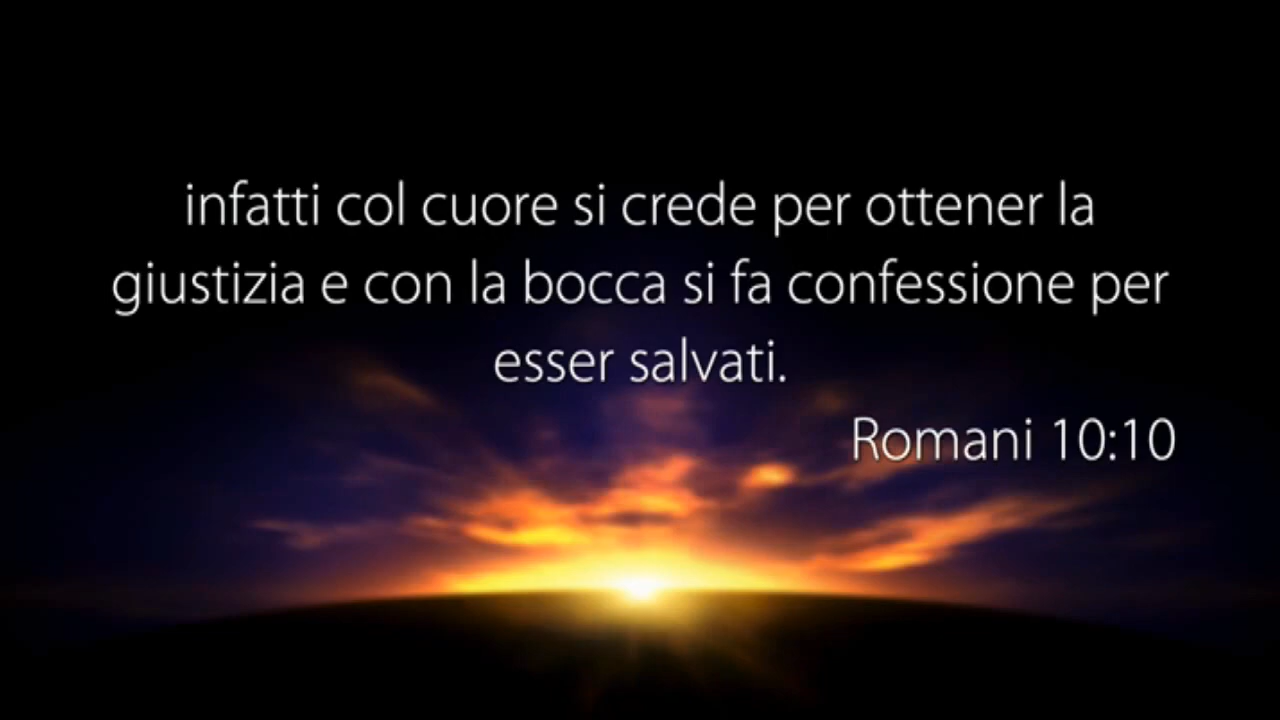 infatti col cuore si crede per ottener la
giustizia e con la bocca si fa confessione per
esser salvati.
Romani 10:10